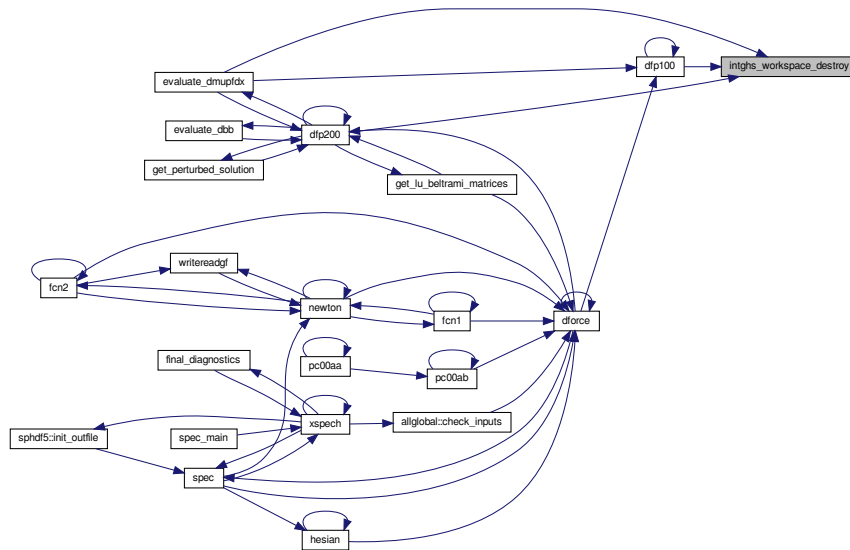 intghs_workspace_destroy
dfp100
evaluate_dmupfdx
evaluate_dbb
dfp200
get_perturbed_solution
get_lu_beltrami_matrices
writereadgf
fcn2
newton
fcn1
dforce
final_diagnostics
pc00aa
pc00ab
xspech
allglobal::check_inputs
sphdf5::init_outfile
spec_main
spec
hesian